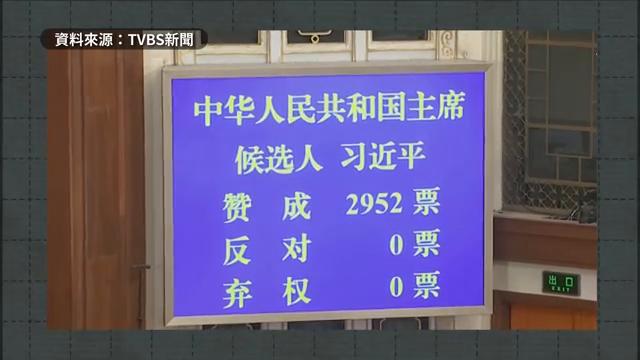 資料來源：TVBS新聞
中华人民共和国主席
候选人 习近平
赞 成 2952 票
反 对 0 票
弃 权 0 票
出口
EXIT